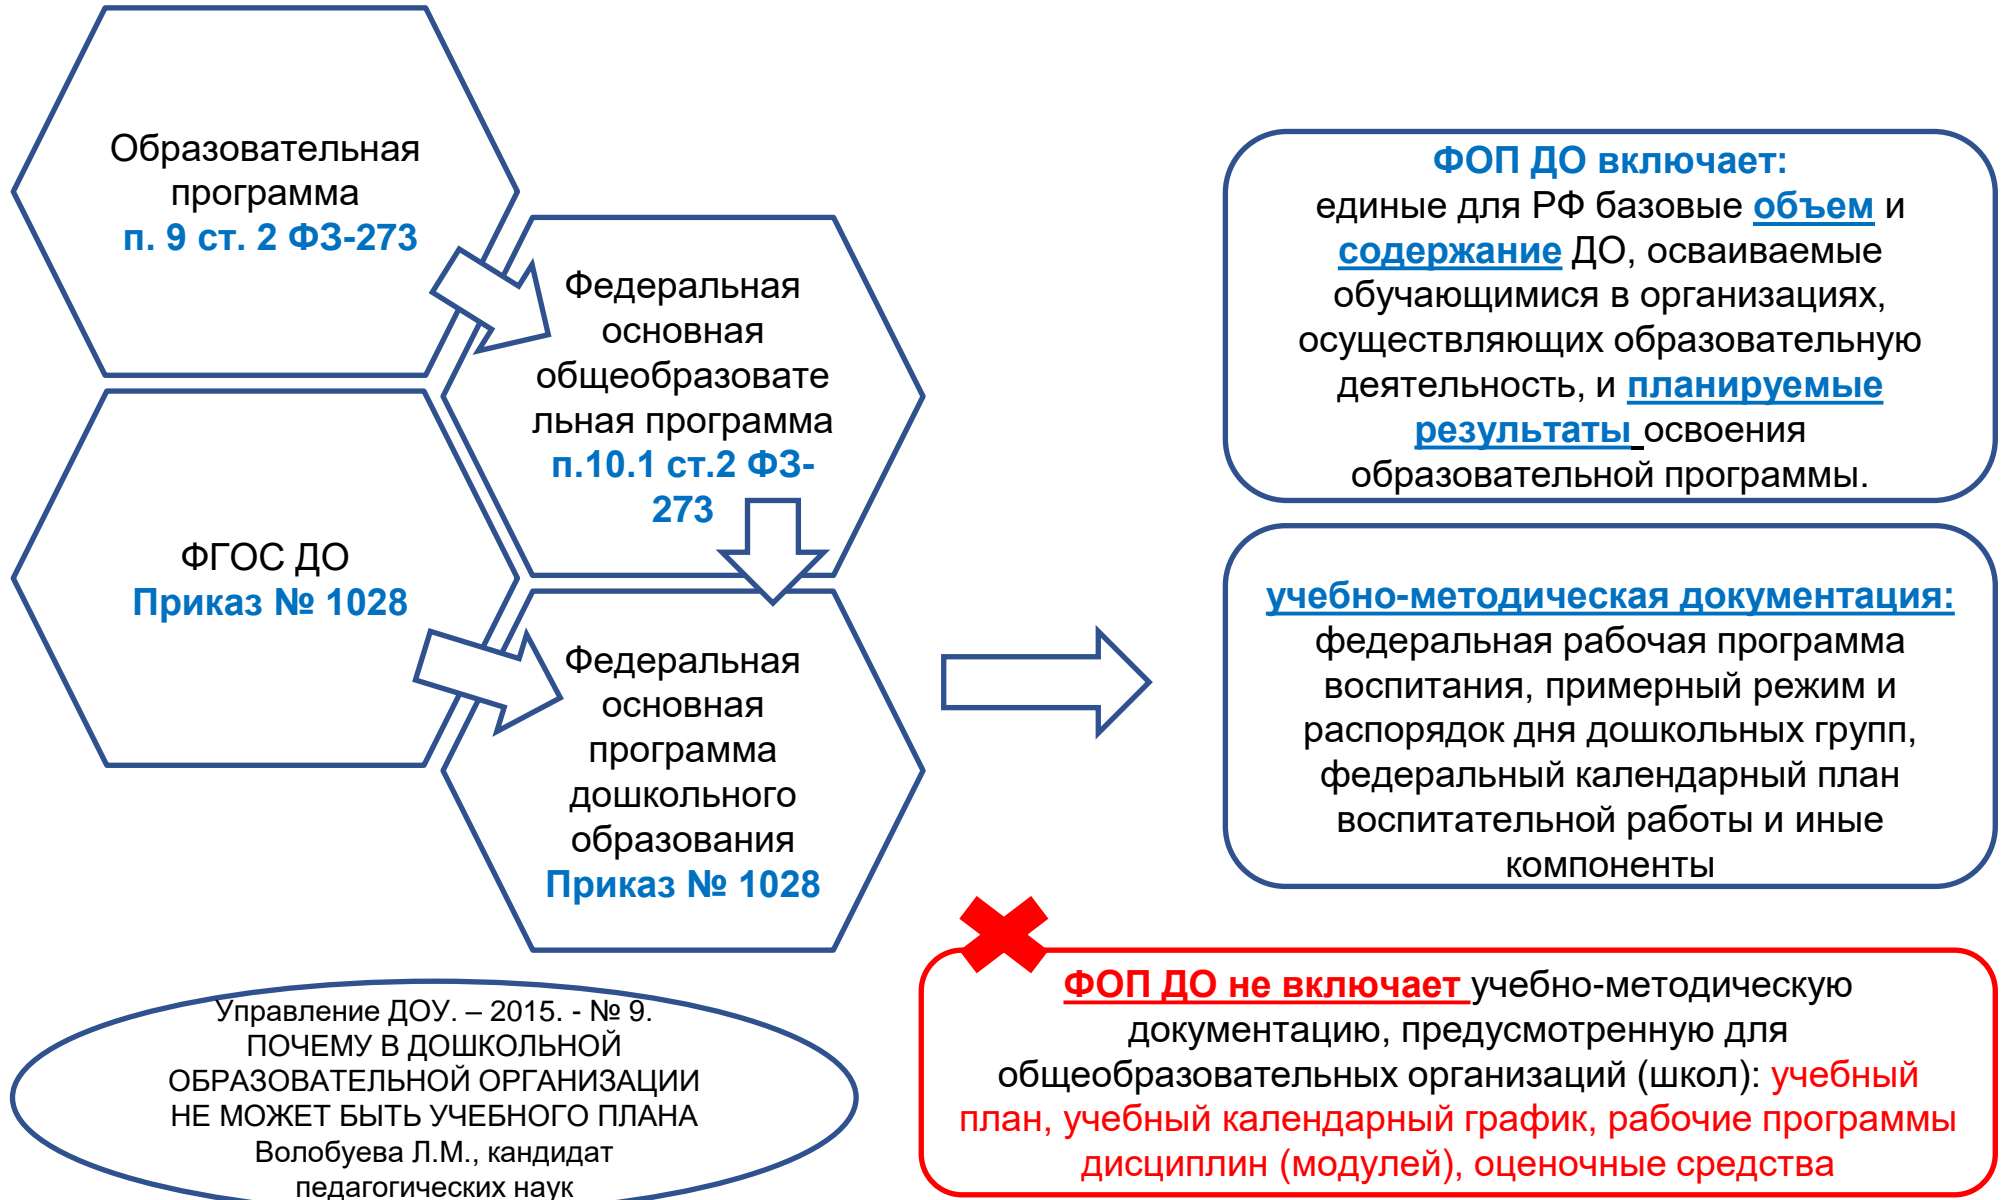 Образовательная
программа
п. 9 ст. 2 ФЗ-273
Федеральная
основная
общеобразовате
льная программа
п.10.1 ст.2 ФЗ-
273
ФГОС ДО
Приказ № 1028
Федеральная
основная
программа
дошкольного
образования
Приказ № 1028
ФОП ДО включает:
единые для РФ базовые объем и
содержание ДО, осваиваемые
обучающимися в организациях,
осуществляющих образовательную
деятельность, и планируемые
результаты освоения
образовательной программы.
учебно-методическая документация:
федеральная рабочая программа
воспитания, примерный режим и
распорядок дня дошкольных групп,
федеральный календарный план
воспитательной работы и иные
компоненты
ФОП ДО не включает учебно-методическую
документацию, предусмотренную для
общеобразовательных организаций (школ): учебный
план, учебный календарный график, рабочие программы
дисциплин (модулей), оценочные средства
Управление ДОУ. – 2015. - № 9.
ПОЧЕМУ В ДОШКОЛЬНОЙ
ОБРАЗОВАТЕЛЬНОЙ ОРГАНИЗАЦИИ
НЕ МОЖЕТ БЫТЬ УЧЕБНОГО ПЛАНА
Волобуева Л.М., кандидат
педагогических наук